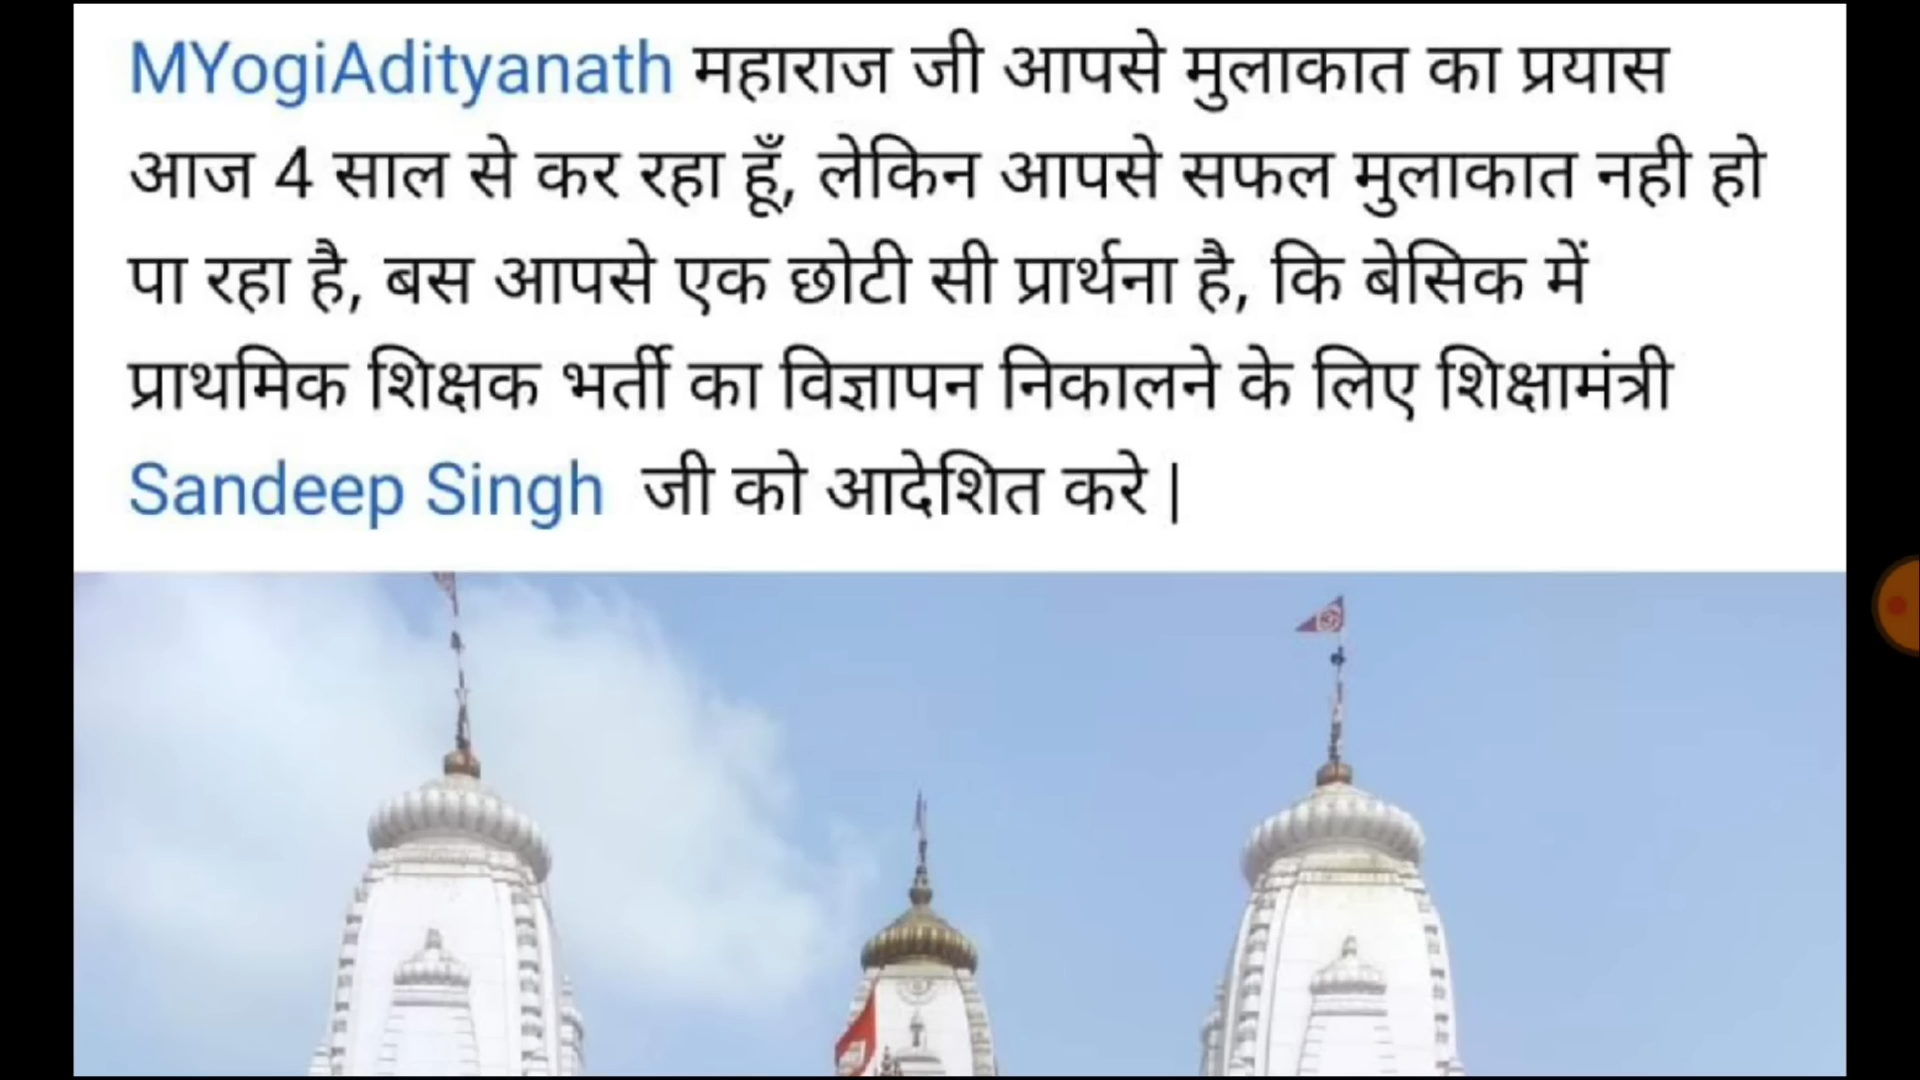 MYogiAdityanath महाराज जी आपसे मुलाकात का प्रयास
आज 4 साल से कर रहा हूँ, लेकिन आपसे सफल मुलाकात नही हो
पा रहा है, बस आपसे एक छोटी सी प्रार्थना है, कि बेसिक में
प्राथमिक शिक्षक भर्ती का विज्ञापन निकालने के लिए शिक्षामंत्री
Sandeep Singh जी को आदेशित करे |